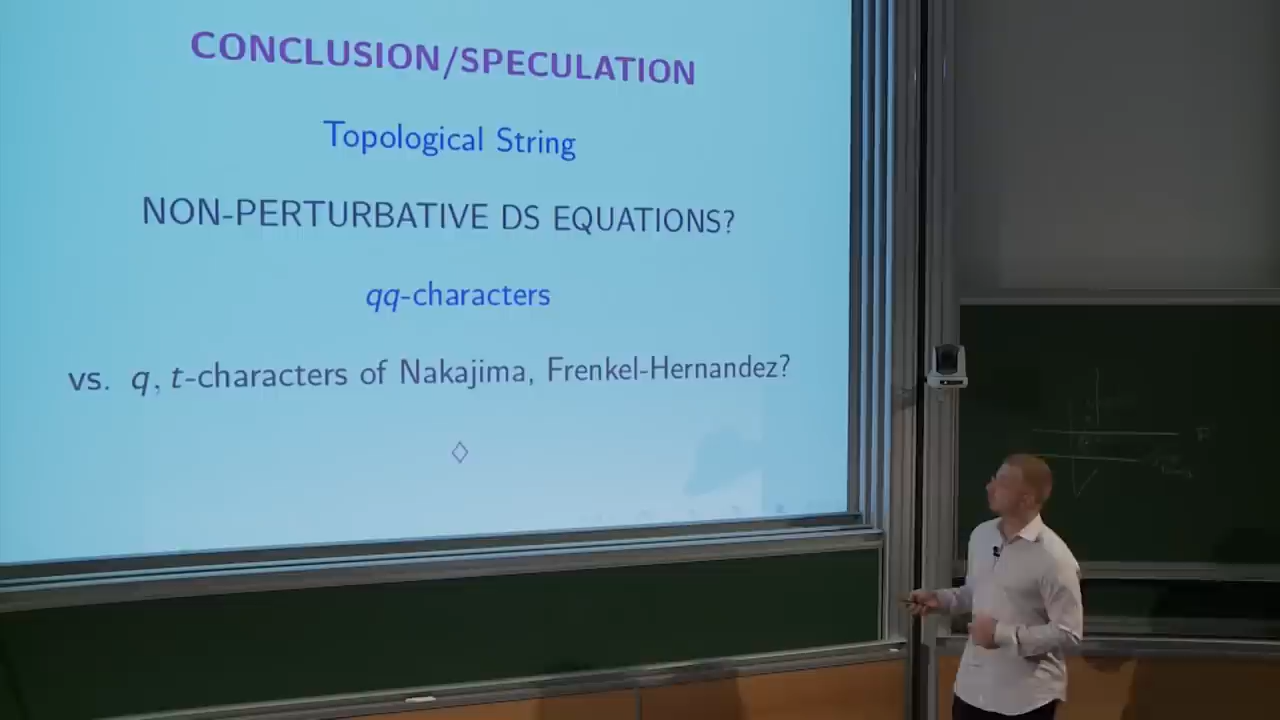 CONCLUSION/SPECULATION
Topological String
NON-PERTURBATIVE DS EQUATIONS?
qq-characters
vs. q, t-characters of Nakajima, Frenkel-Hernandez?